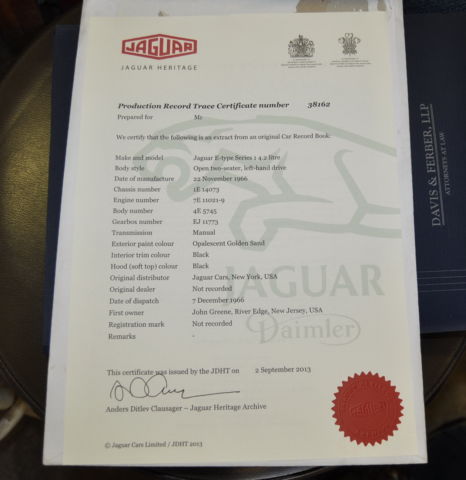 JAGUAR
JAGUAR HERITAGE
Production Record Trace Certificate number 38162
Prepared for Mr
We certify that the following is an extract from an original Car Record Book:
Make and model Jaguar E-type Series 1 4.2 litre
Body style Open two-seater, left-hand drive
Date of manufacture 22 November 1966
Chassis number 1E 14073
Engine number 7E 11021-9
Body number 4E 5745
Gearbox number EJ 11773
Transmission Manual
Exterior paint colour Opalescent Golden Sand
Interior trim colour Black
Hood (soft top) colour Black
Original distributor Jaguar Cars, New York, USA
Original dealer Not recorded
Date of dispatch 7 December 1966
First owner John Greene, River Edge, New Jersey, USA
Registration mark Not recorded
Remarks -
JAGUAR
Daimler
This certificate was issued by the JDHT on 2 September 2013
Anders Ditlev Clausager – Jaguar Heritage Archive
© Jaguar Cars Limited / JDHT 2013
DAVIS & FERBER, LLP
ATTORNEYS AT LAW